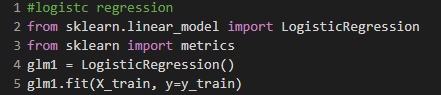 1 #logistc regression
2 from sklearn.linear_model import LogisticRegression
3 from sklearn import metrics
4 glm1 = LogisticRegression()
5 glm1.fit(X_train, y=y_train)